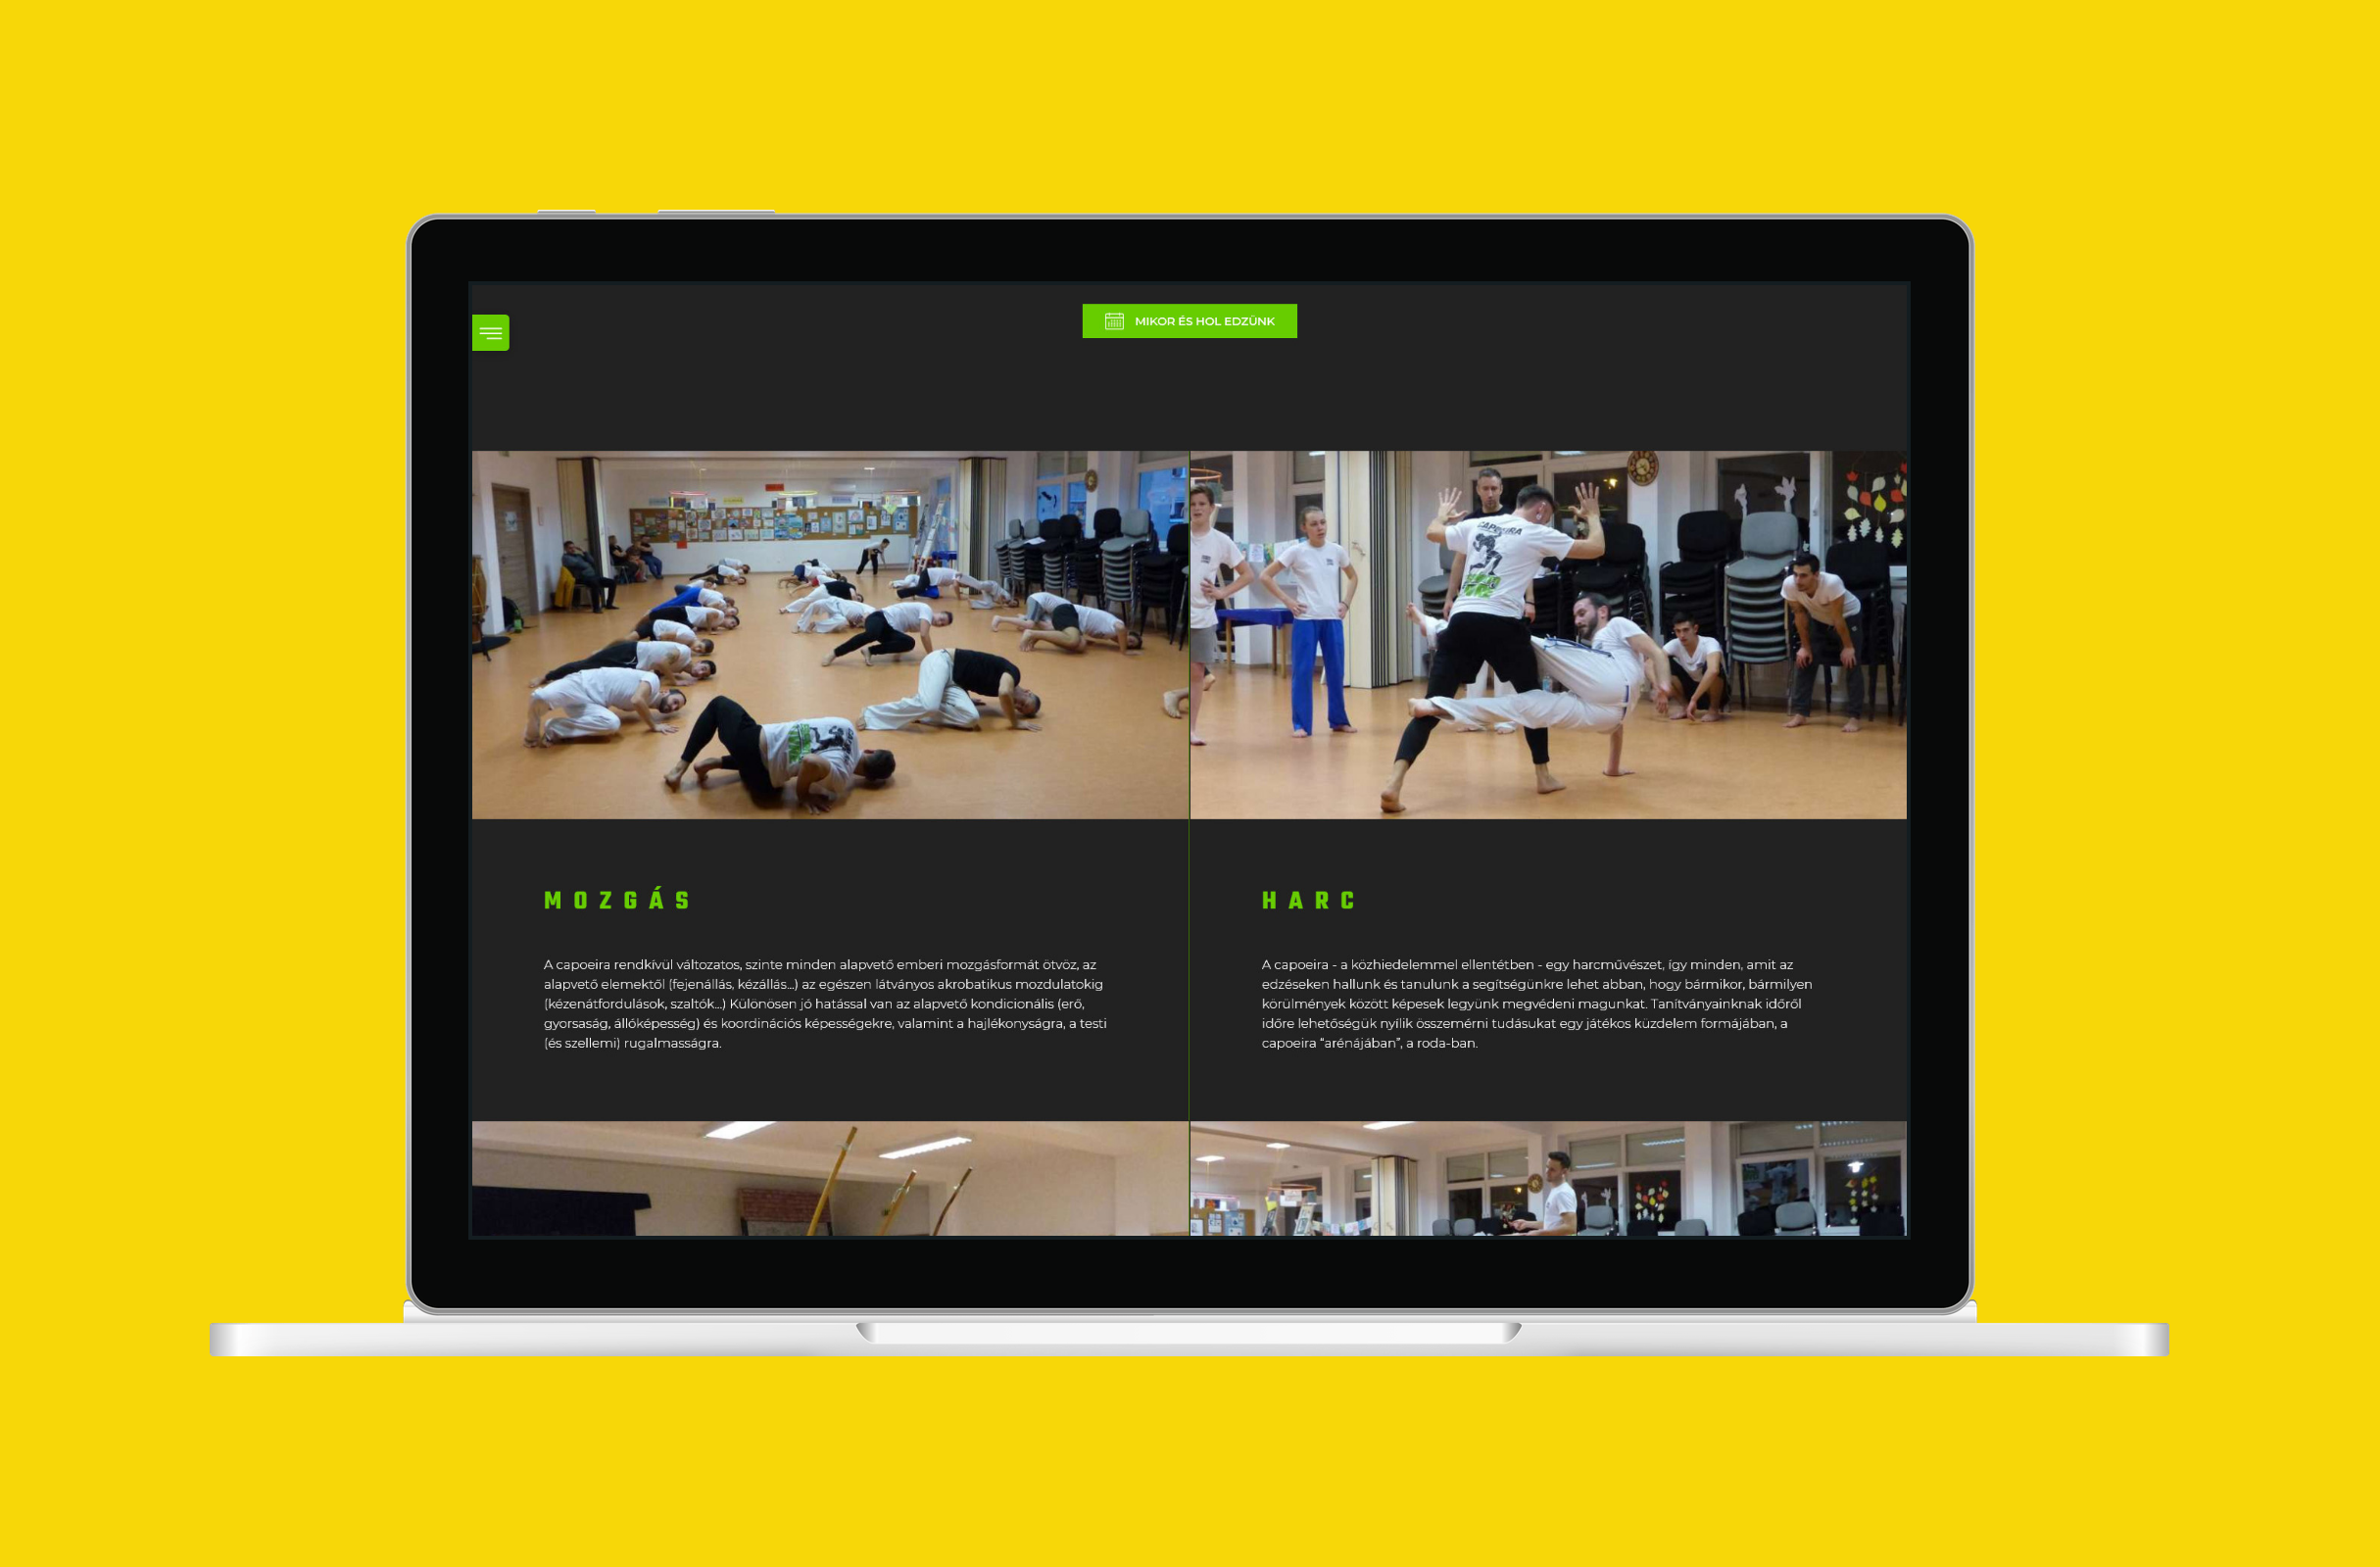 MIKOR ÉS HOL EDZÜNK
CAPOEIRA
MOZGÁS
A capoeira rendkívül változatos, szinte minden alapvető emberi mozgásformát ötvöz, az
alapvető elemektől (fejenállás, kézállás...) az egészen látványos akrobatikus mozdulatokig
(kézenátfordulások, szaltók...) Különösen jó hatással van az alapvető kondicionális (erő,
gyorsaság, állóképesség) és koordinációs képességekre, valamint a hajlékonyságra, a testi
(és szellemi) rugalmasságra.
HARC
A capoeira - a közhiedelemmel ellentétben - egy harcművészet, így minden, amit az
edzéseken hallunk és tanulunk a segítségünkre lehet abban, hogy bármikor, bármilyen
körülmények között képesek legyünk megvédeni magunkat. Tanítványainknak időről
időre lehetőségük nyílik összemérni tudásukat egy játékos küzdelem formájában, a
capoeira “arénájában”, a roda-ban.